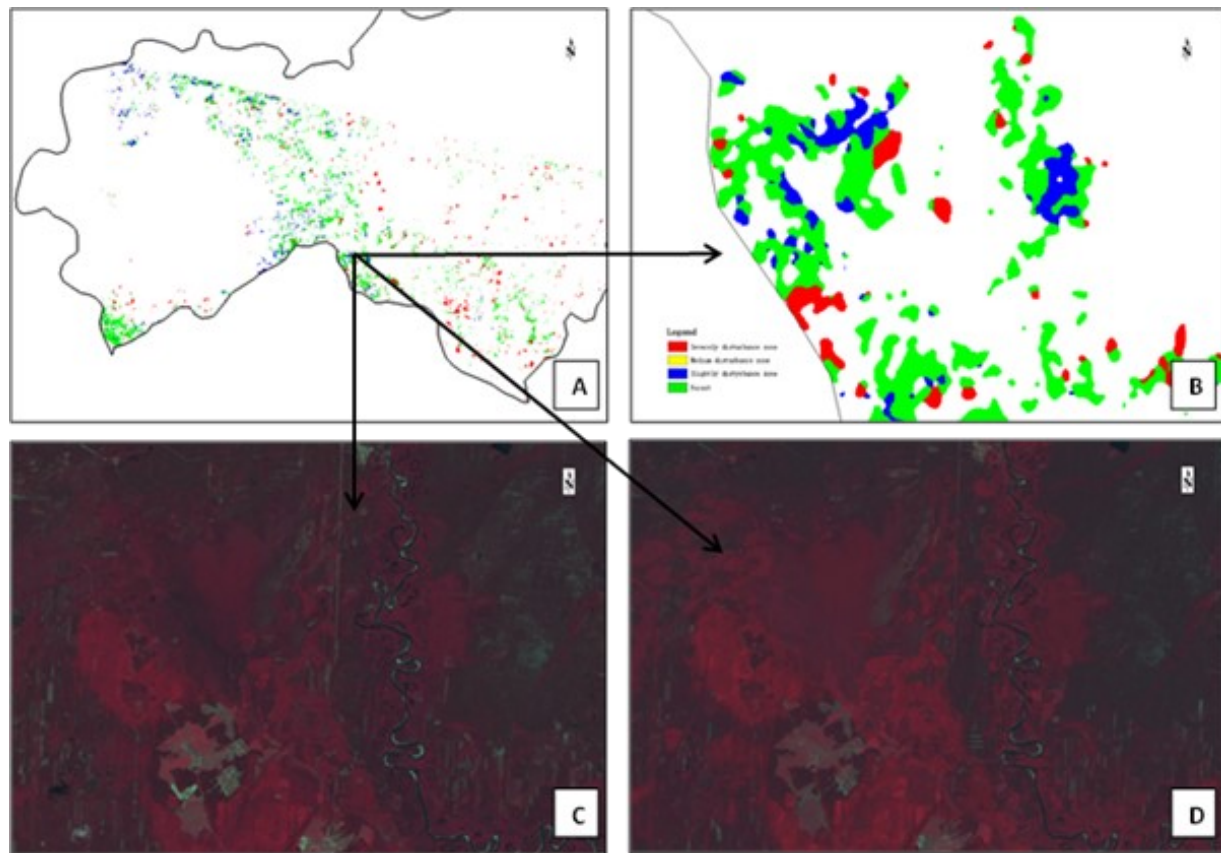 A
B
Legend
Severely disturbance zone
Medium disturbance zone
Slightly disturbance zone
Forest
C
D